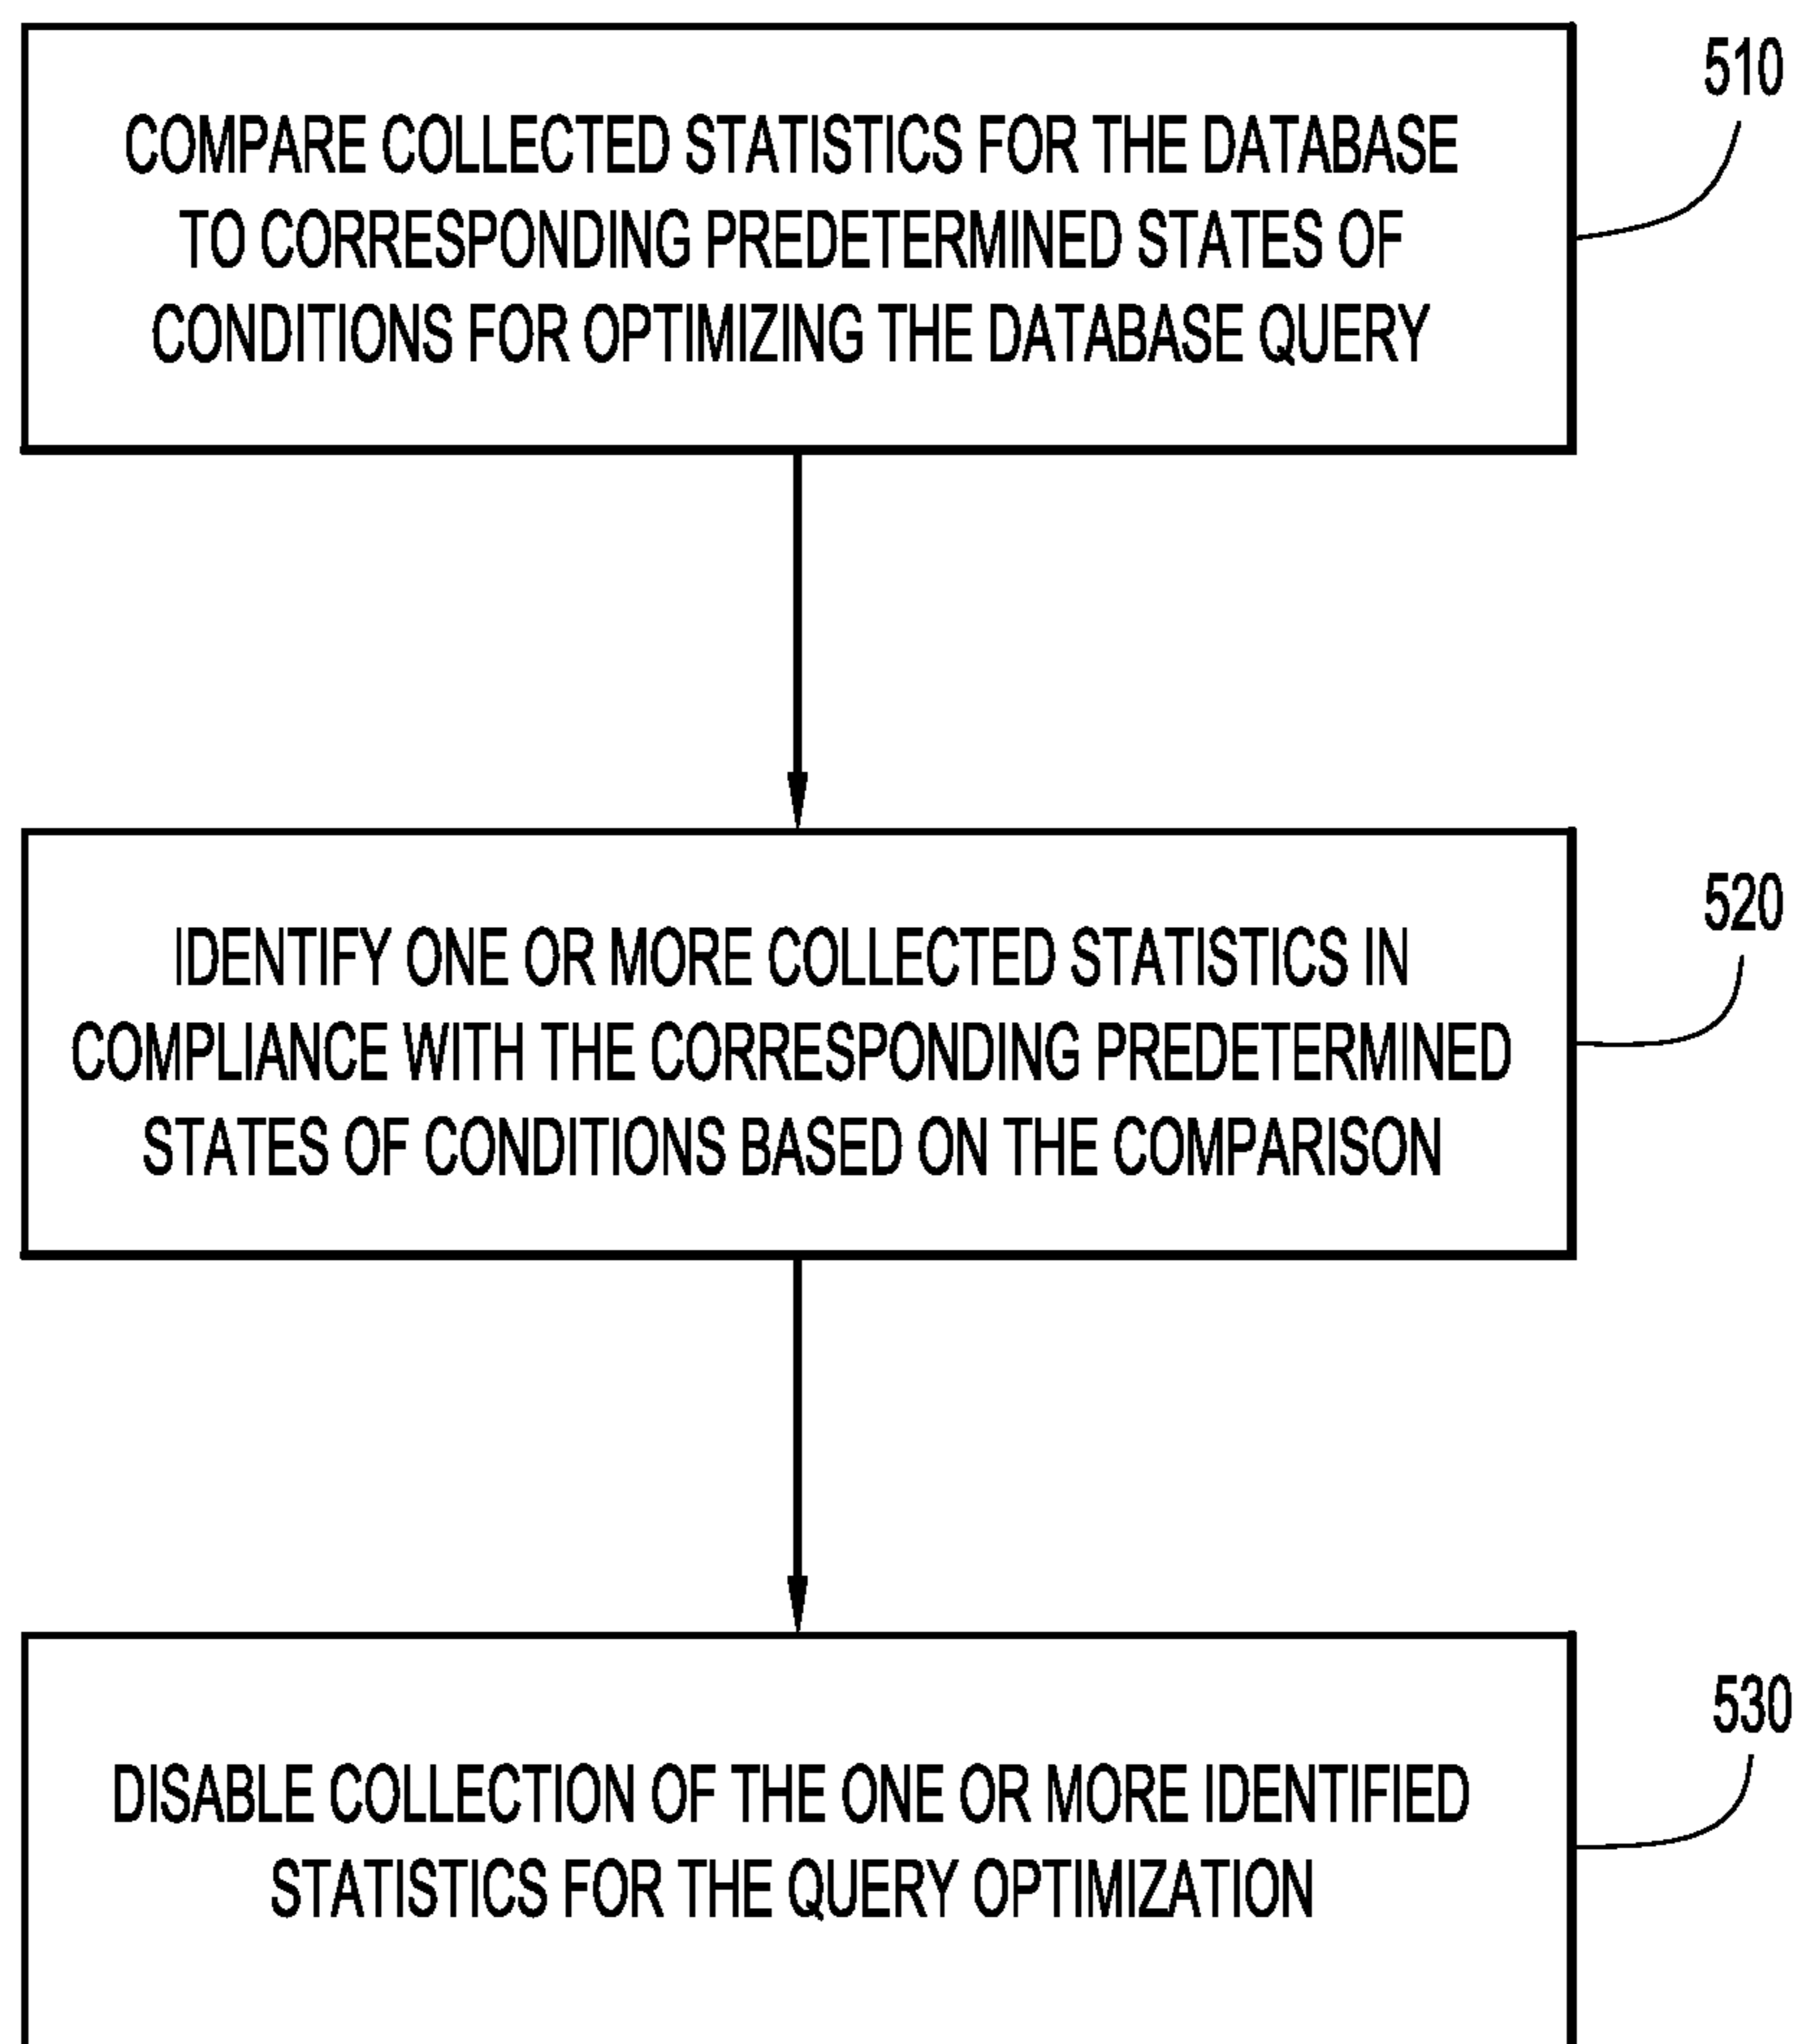 510
COMPARE COLLECTED STATISTICS FOR THE DATABASE
TO CORRESPONDING PREDETERMINED STATES OF
CONDITIONS FOR OPTIMIZING THE DATABASE QUERY
520
IDENTIFY ONE OR MORE COLLECTED STATISTICS IN
COMPLIANCE WITH THE CORRESPONDING PREDETERMINED
STATES OF CONDITIONS BASED ON THE COMPARISON
530
DISABLE COLLECTION OF THE ONE OR MORE IDENTIFIED
STATISTICS FOR THE QUERY OPTIMIZATION